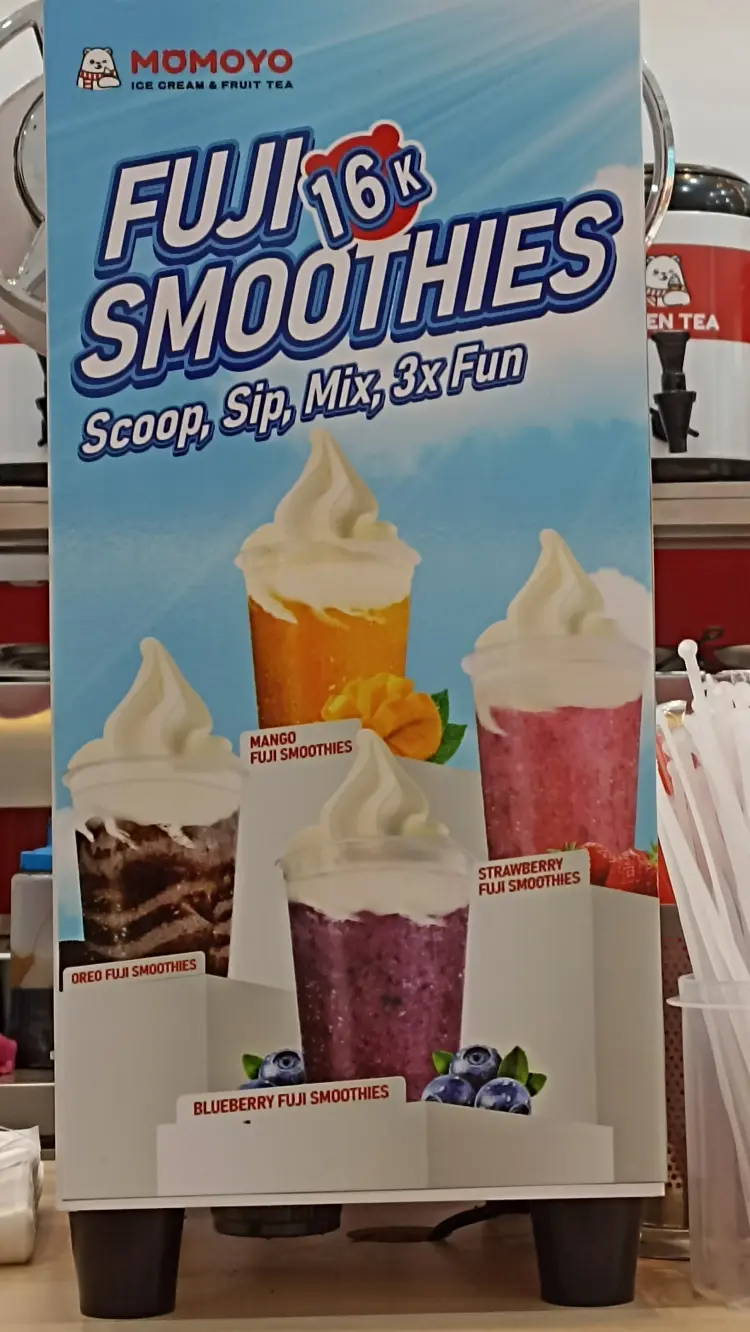 MOMOYO
ICE CREAM & FRUIT TEA
FUJI
16K
SMOOTHIES
Scoop, Sip, Mix, 3x Fun
EN TEA
MANGO
FUJI SMOOTHIES
STRAWBERRY
FUJI SMOOTHIES
OREO FUJI SMOOTHIES
BLUEBERRY FUJI SMOOTHIES